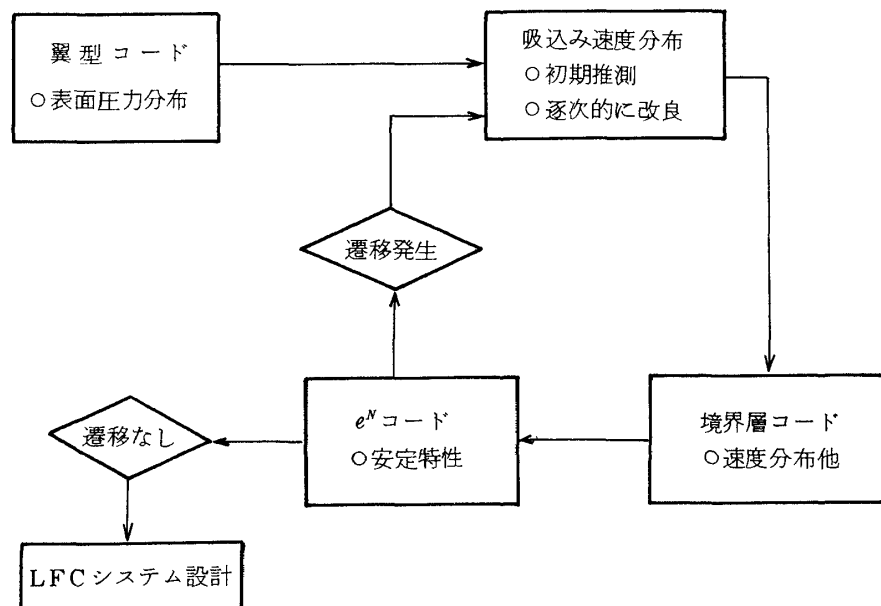 翼型コード
○表面圧力分布
吸込み速度分布
○初期推測
○逐次的に改良
遷移発生
遷移なし
e^Nコード
○安定特性
境界層コード
○速度分布他
LFCシステム設計